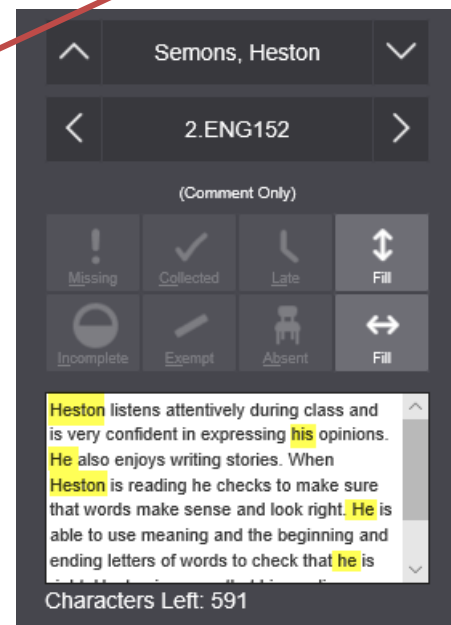 Semons, Heston
2.ENG152
(Comment Only)
Missing Collected Late Fill
Incomplete Exempt Absent Fill
Heston listens attentively during class and
is very confident in expressing his opinions.
He also enjoys writing stories. When
Heston is reading he checks to make sure
that words make sense and look right. He is
able to use meaning and the beginning and
ending letters of words to check that he is
Characters Left: 591